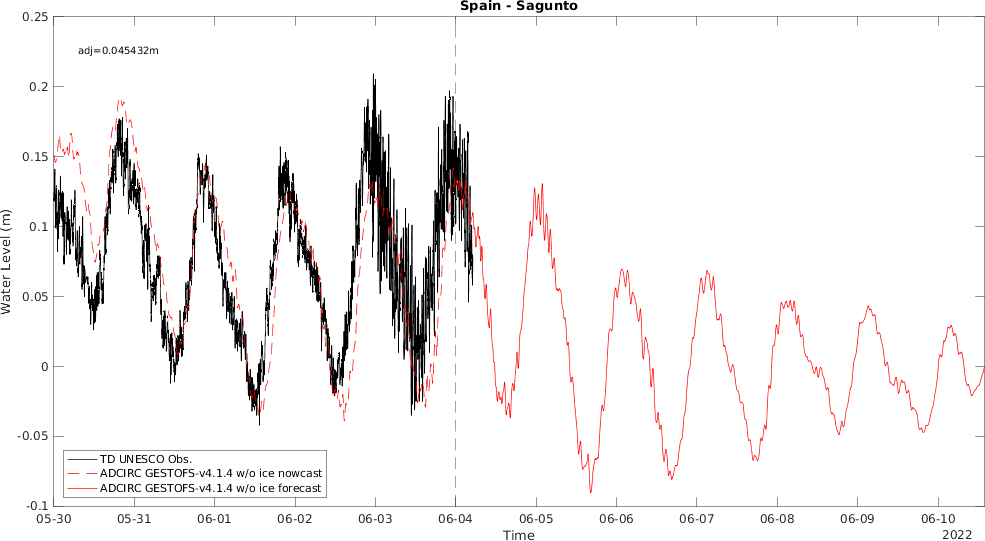 Spain - Sagunto
adj=0.045432m
0.25
0.2
0.15
0.1
0.05
0
-0.05
-0.1
Water Level (m)
TD UNESCO Obs.
ADCIRC GESTOFS-v4.1.4 w/o ice nowcast
ADCIRC GESTOFS-v4.1.4 w/o ice forecast
05-30 05-31 06-01 06-02 06-03 06-04 06-05 06-06 06-07 06-08 06-09 06-10
Time
2022